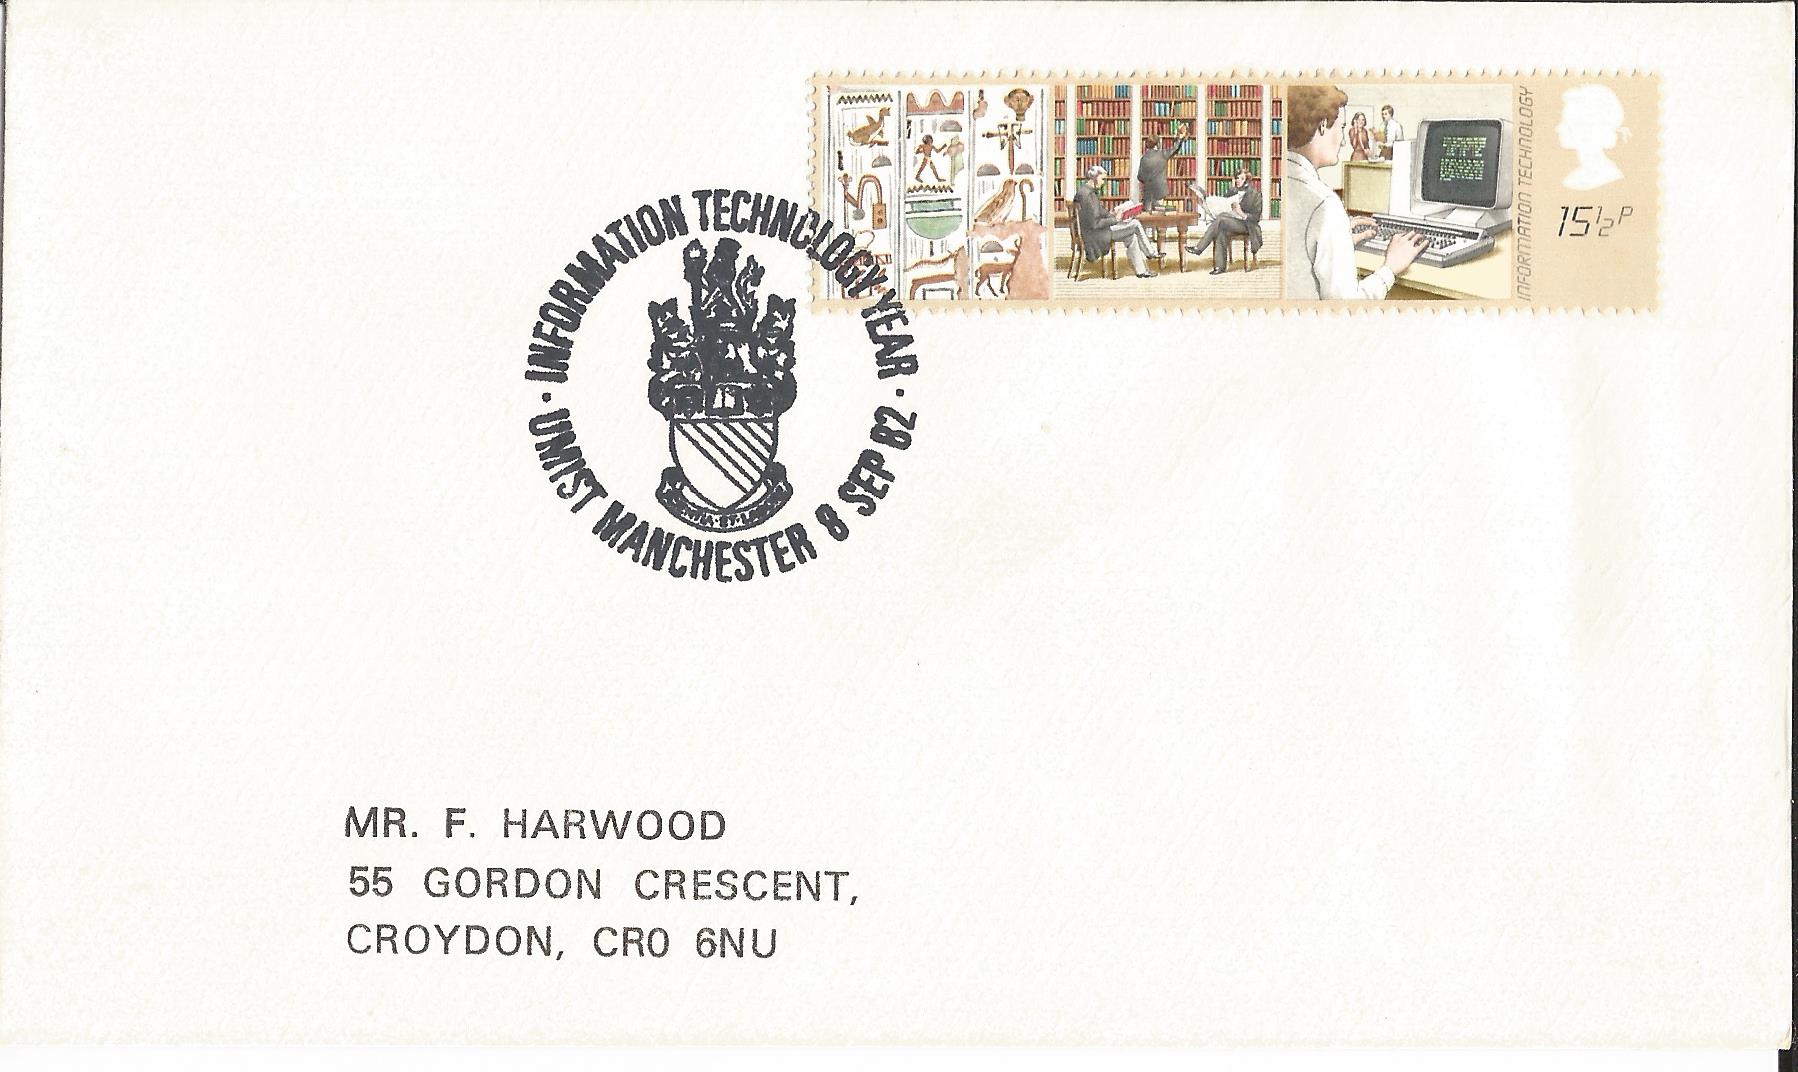 INFORMATION TECHNOLOGY YEAR
UMIST MANCHESTER 8 SEP 82
INFORMATION TECHNOLOGY
15½P
MR. F. HARWOOD
55 GORDON CRESCENT,
CROYDON, CR0 6NU